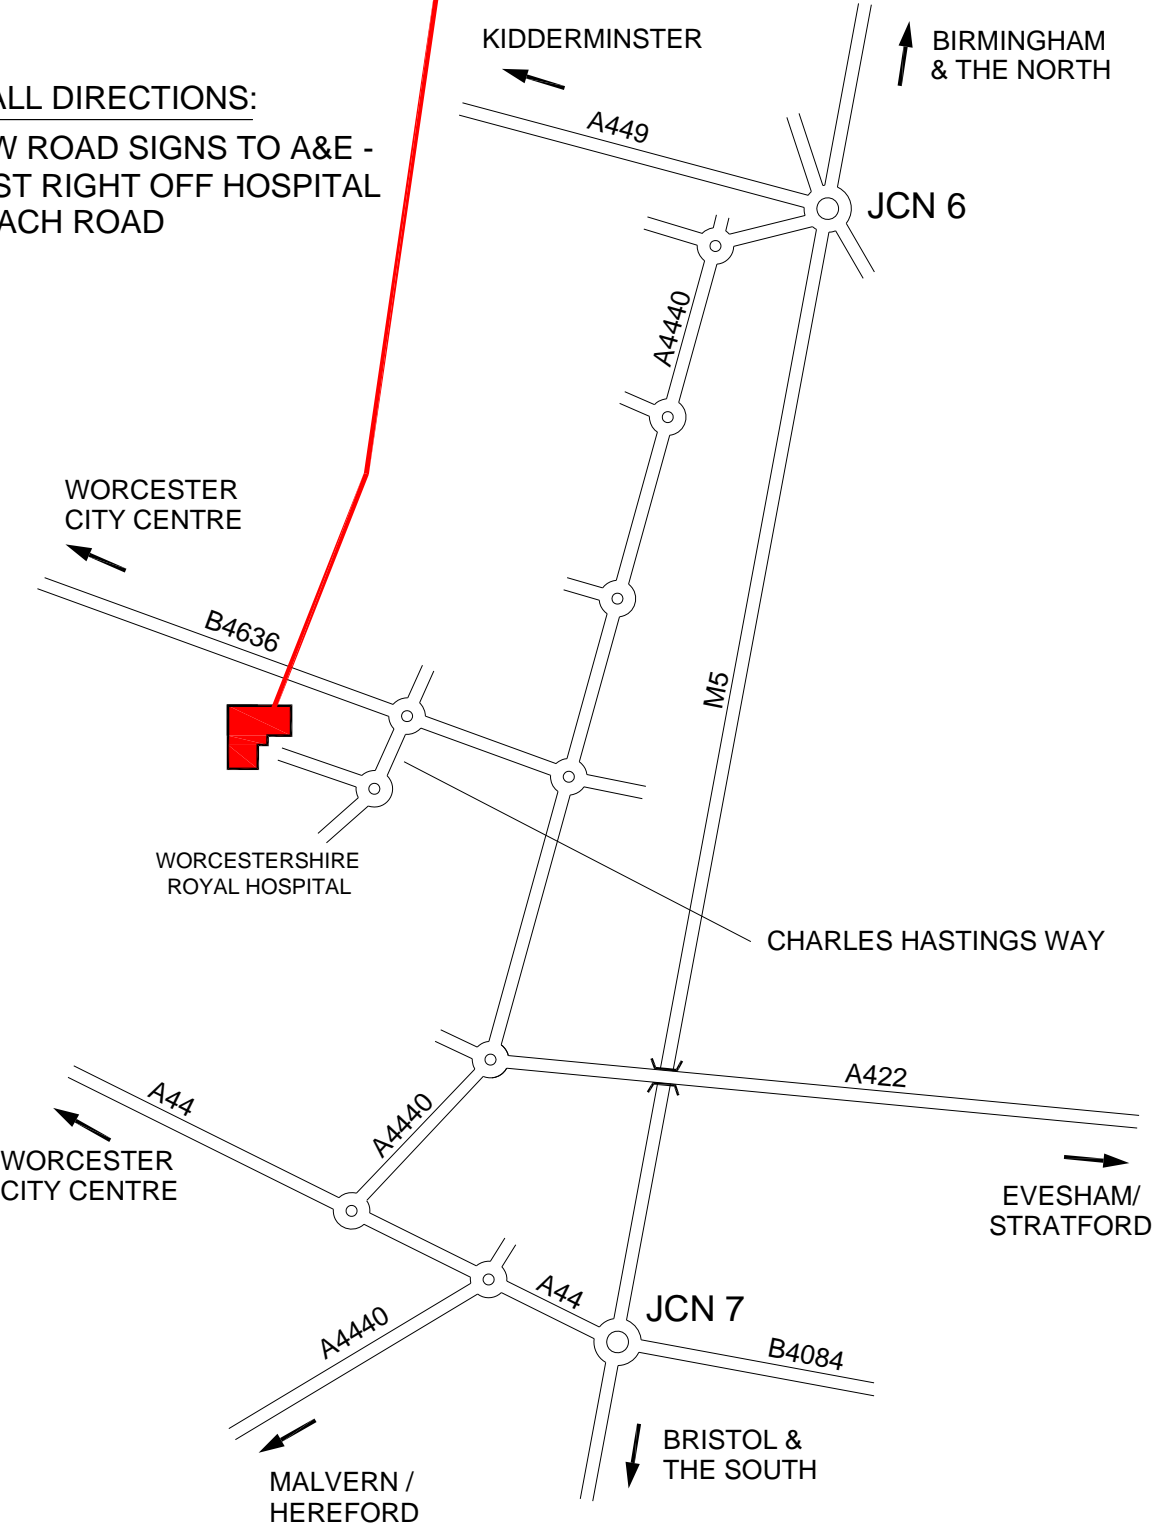 KIDDERMINSTER
BIRMINGHAM
& THE NORTH
ALL DIRECTIONS:
W ROAD SIGNS TO A&E -
ST RIGHT OFF HOSPITAL
ACH ROAD
A449
JCN 6
A4440
WORCESTER
CITY CENTRE
B4636
M5
WORCESTERSHIRE
ROYAL HOSPITAL
CHARLES HASTINGS WAY
A422
A44
A4440
WORCESTER
CITY CENTRE
EVESHAM/
STRATFORD
A44
JCN 7
A4440
B4084
BRISTOL &
THE SOUTH
MALVERN /
HEREFORD